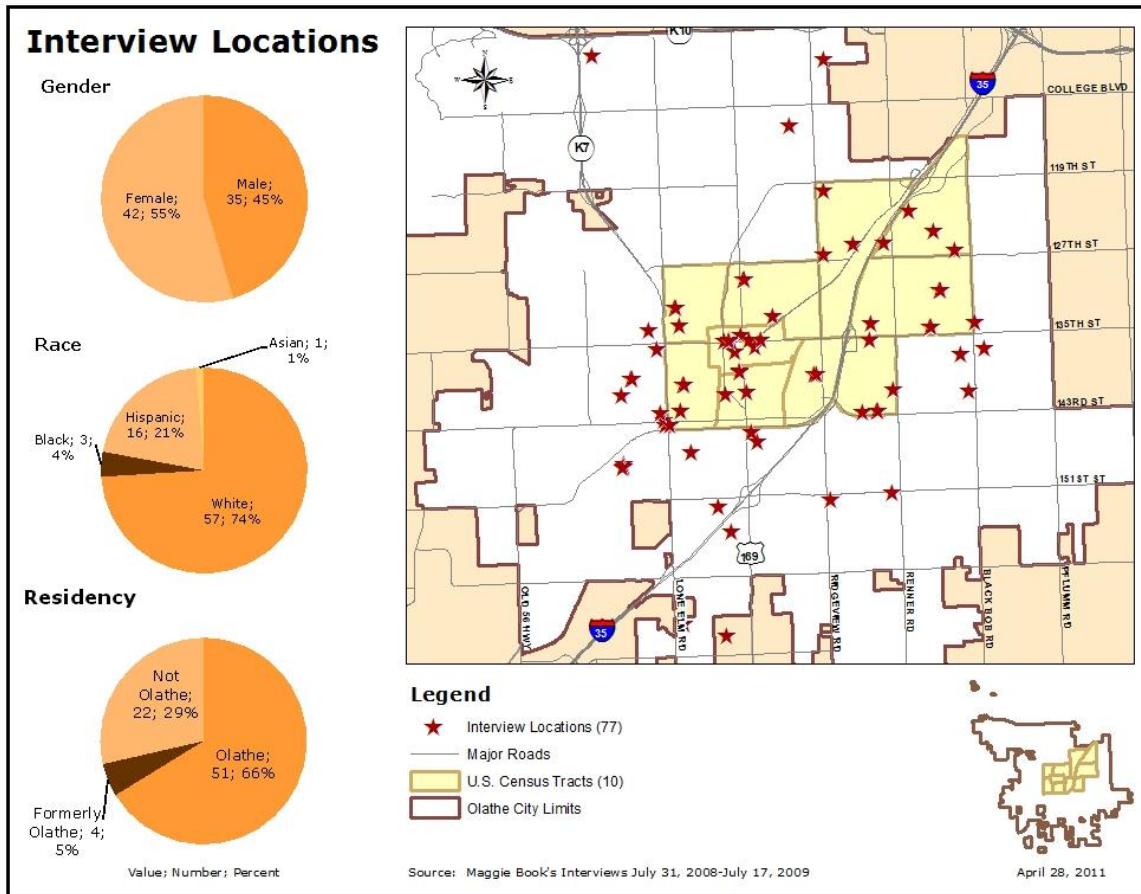 Interview Locations
Gender
Female;
42; 55%
Male;
35; 45%
Race
Asian; 1;
1%
Hispanic;
16; 21%
Black; 3;
4%
White;
57; 74%
Residency
Not
Olathe;
22; 29%
Olathe;
51; 66%
Formerly
Olathe; 4;
5%
Value; Number; Percent
K10
N
W
E
S
35
COLLEGE BLVD
K7
119TH ST
127TH ST
135TH ST
143RD ST
151ST ST
169
OLD 56 HWY
LONE ELM RD
RIDGEVIEW RD
RENNER RD
BLACK BOB RD
PFLUMM RD
35
Legend
Interview Locations (77)
Major Roads
U.S. Census Tracts (10)
Olathe City Limits
Source: Maggie Book's Interviews July 31, 2008-July 17, 2009
April 28, 2011